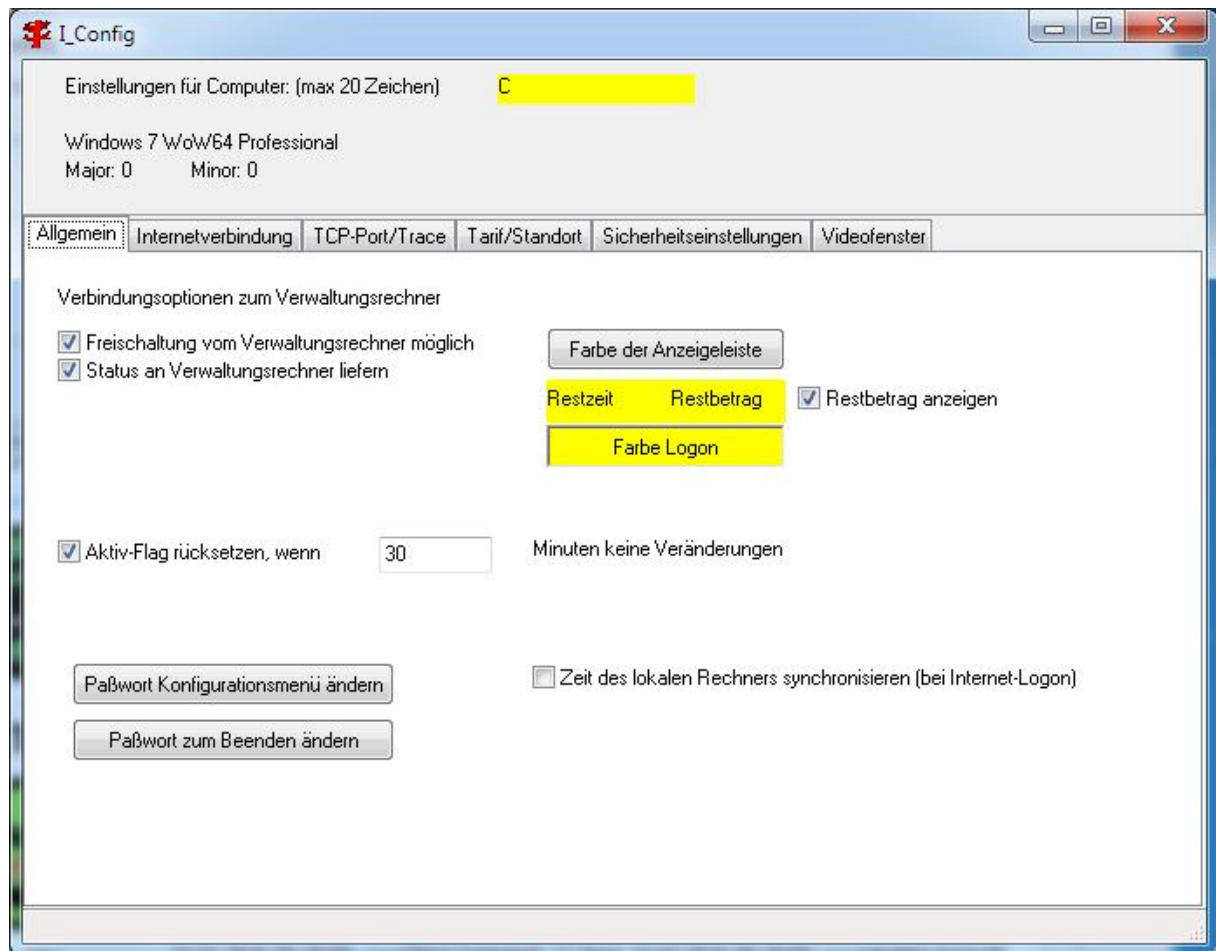 I_Config
Einstellungen für Computer: (max 20 Zeichen) C
Windows 7 WoW64 Professional
Major: 0 Minor: 0
Allgemein Internetverbindung TCP-Port/Trace Tarif/Standort Sicherheitseinstellungen Videofenster
Verbindungsoptionen zum Verwaltungsrechner
Freischaltung vom Verwaltungsrechner möglich
Farbe der Anzeigeleiste
Status an Verwaltungsrechner liefern
Restzeit Restbetrag Restbetrag anzeigen
Farbe Logon
Aktiv-Flag rücksetzen, wenn 30 Minuten keine Veränderungen
Paßwort Konfigurationsmenü ändern
Zeit des lokalen Rechners synchronisieren (bei Internet-Logon)
Paßwort zum Beenden ändern